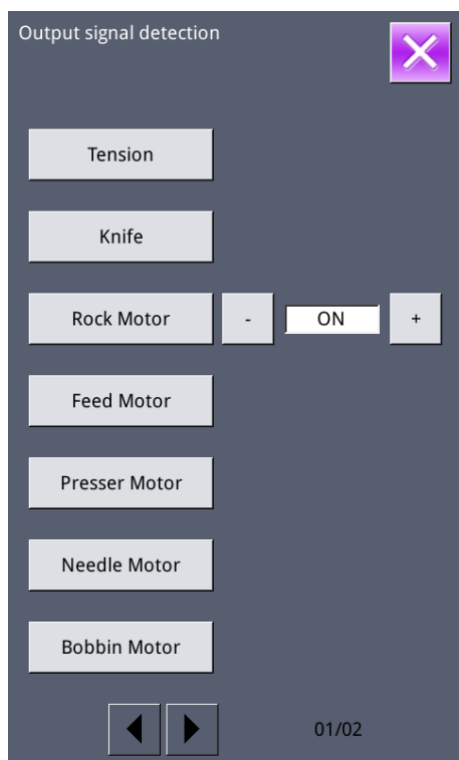 Output signal detection
Tension
Knife
Rock Motor - ON +
Feed Motor
Presser Motor
Needle Motor
Bobbin Motor
01/02